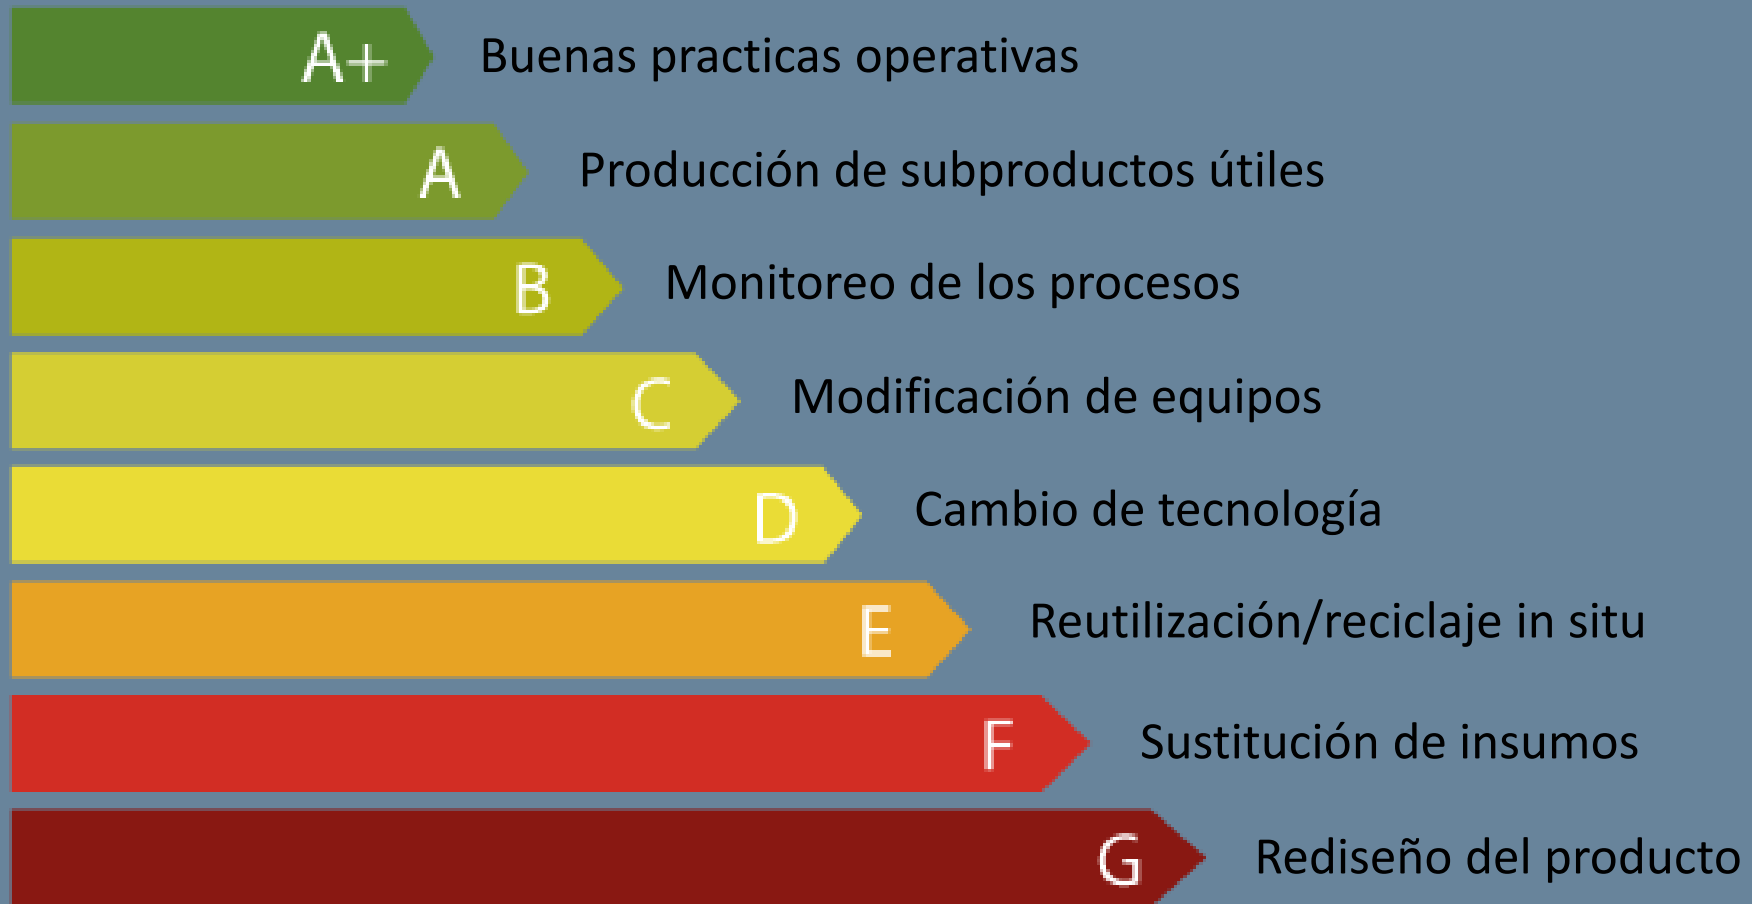 A+ Buenas practicas operativas
A Producción de subproductos útiles
B Monitoreo de los procesos
C Modificación de equipos
D Cambio de tecnología
E Reutilización/reciclaje in situ
F Sustitución de insumos
G Rediseño del producto